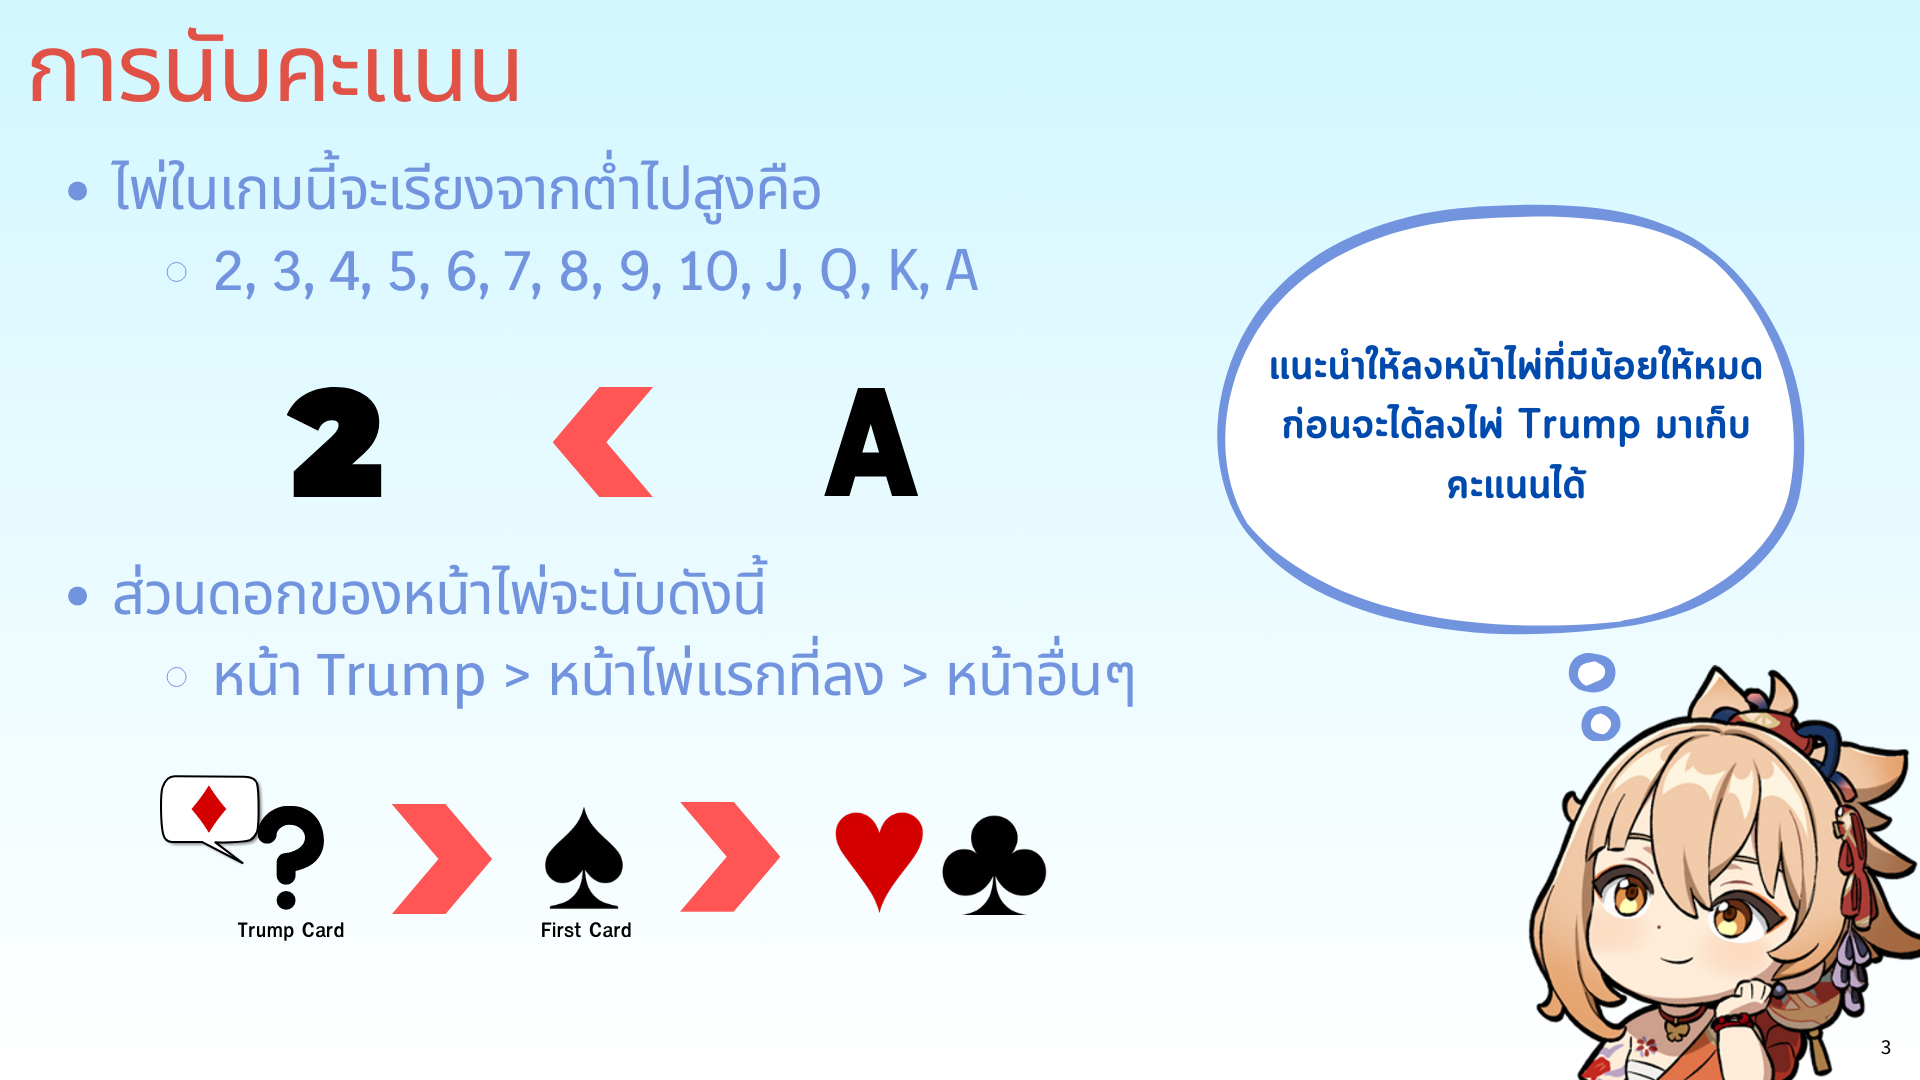 การนับคะแนน
ไพ่ในเกมนี้จะเรียงจากต่ำไปสูงคือ
2, 3, 4, 5, 6, 7, 8, 9, 10, J, Q, K, A
2 A
แนะนำให้ลงหน้าไพ่ที่มีน้อยให้หมด
ก่อนจะได้ลงไพ่ Trump มาเก็บ
คะแนนได้
ส่วนดอกของหน้าไพ่จะนับดังนี้
หน้า Trump > หน้าไพ่แรกที่ลง > หน้าอื่นๆ
?
Trump Card
First Card
3